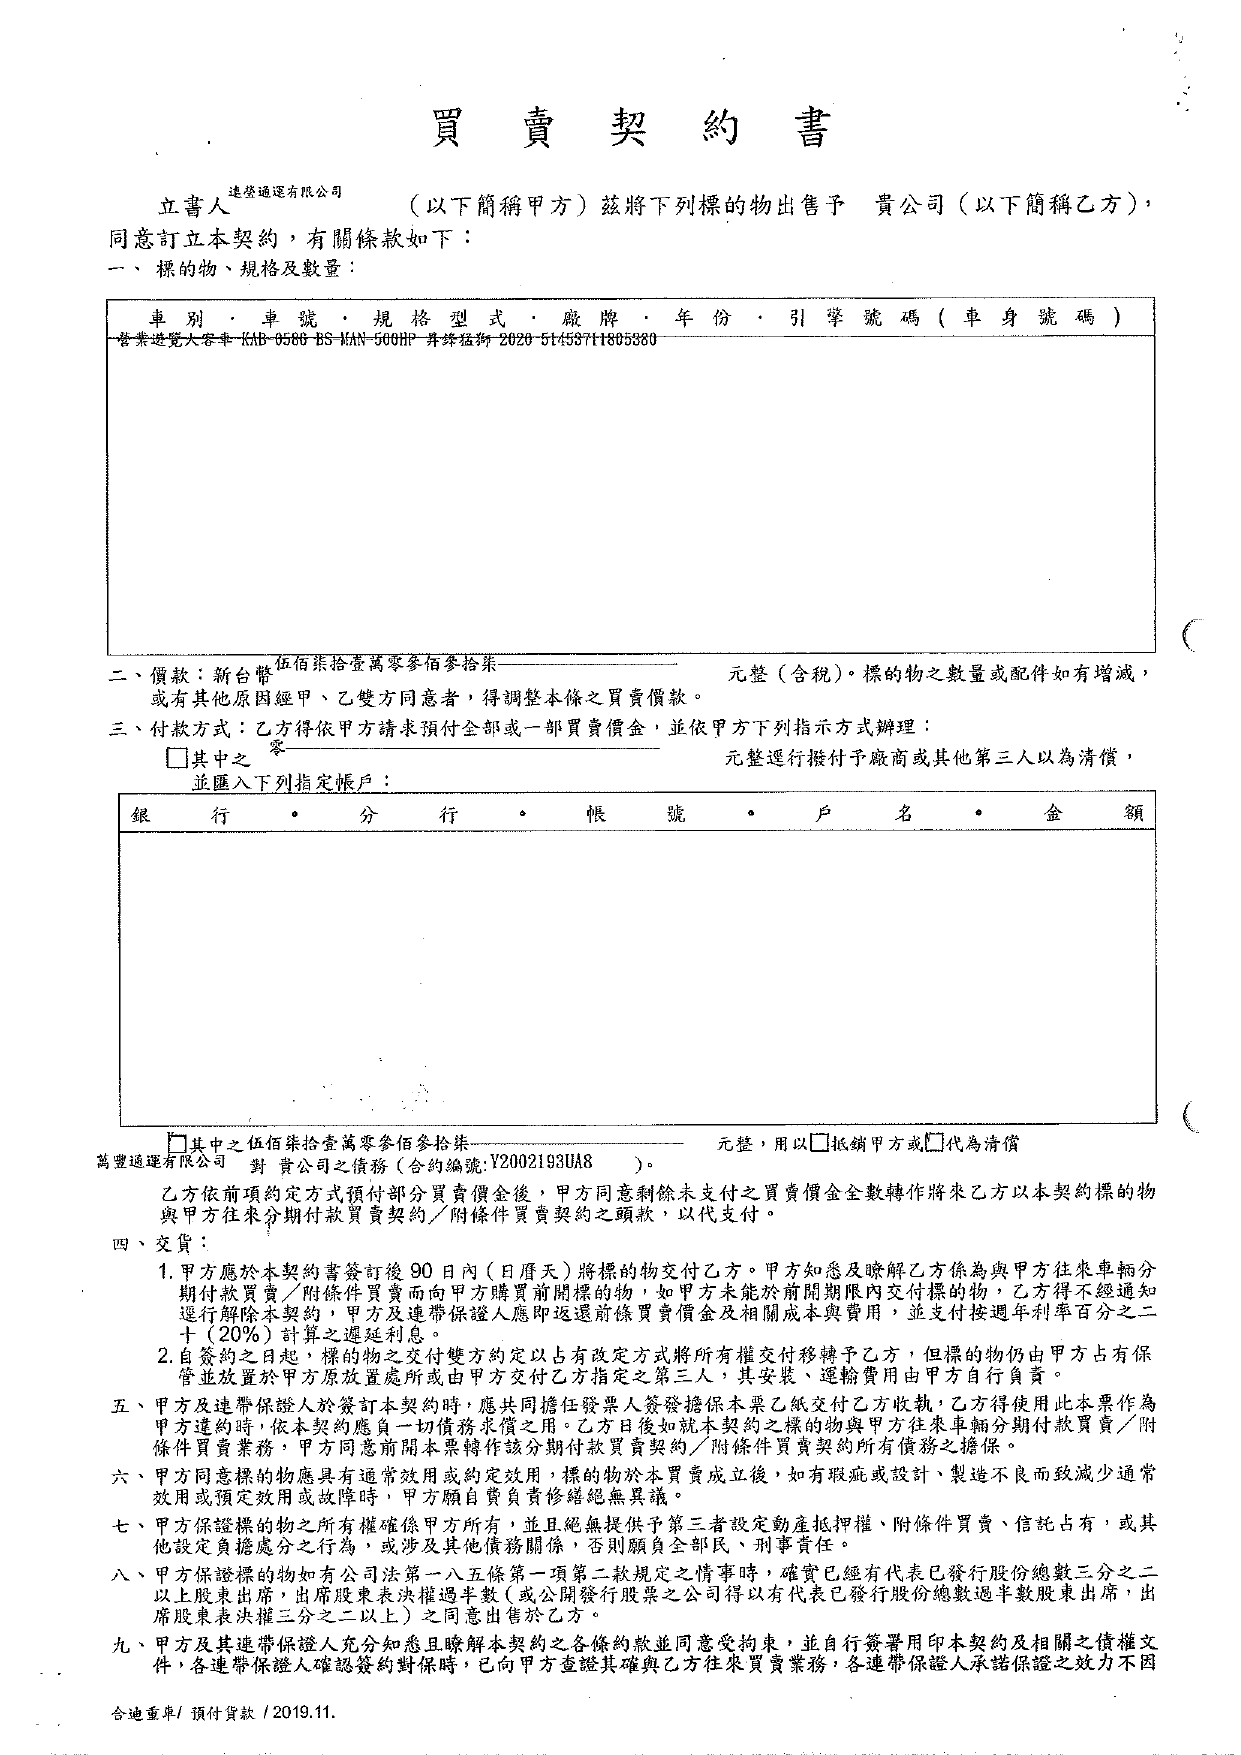 買賣契約書
立書人達螢通運有限公司（以下簡稱甲方）茲將下列標的物出售予　貴公司（以下簡稱乙方），
同意訂立本契約，有關條款如下：
一、標的物、規格及數量：
車別．車號．規格型式．廠牌．年份．引擎號碼(車身號碼)
營業遊覽大客車 KAB-0586 BS MAN-500HP 昇鋒猛獅 2020 51453711805380
二、價款：新台幣伍佰柒拾壹萬零參佰參拾柒元整（含稅）。標的物之數量或配件如有增減，
或有其他原因經甲、乙雙方同意者，得調整本條之買賣價款。
三、付款方式：乙方得依甲方請求預付全部或一部買賣價金，並依甲方下列指示方式辦理：
□其中之 零元整逕行撥付予廠商或其他第三人以為清償，
並匯入下列指定帳戶：
銀行．分行．帳號．戶名．金額
□其中之伍佰柒拾壹萬零參佰參拾柒元整，用以□抵銷甲方或□代為清償
萬豐通運有限公司 對 貴公司之債務（合約編號:Y2002193UA8 ）。
乙方依前項約定方式預付部分買賣價金後，甲方同意剩餘未支付之買賣價金全數轉作將來乙方以本契約標的物
與甲方往來分期付款買賣契約／附條件買賣契約之頭款，以代支付。
四、交貨：
1.甲方應於本契約書簽訂後90日內（日曆天）將標的物交付乙方。甲方知悉及瞭解乙方係為與甲方往來車輛分
期付款買賣／附條件買賣而向甲方購買前開標的物，如甲方未能於前開期限內交付標的物，乙方得不經通知
逕行解除本契約，甲方及連帶保證人應即返還前條買賣價金及相關成本與費用，並支付按週年利率百分之二
十（20%）計算之遲延利息。
2.自簽約之日起，標的物之交付雙方約定以占有改定方式將所有權交付移轉予乙方，但標的物仍由甲方占有保
管並放置於甲方原放置處所或由甲方交付乙方指定之第三人，其安裝、運輸費用由甲方自行負責。
五、甲方及連帶保證人於簽訂本契約時，應共同擔任發票人簽發擔保本票乙紙交付乙方收執，乙方得使用此本票作為
甲方違約時，依本契約應負一切債務求償之用。乙方日後如就本契約之標的物與甲方往來車輛分期付款買賣／附
條件買賣業務，甲方同意前開本票轉作該分期付款買賣契約／附條件買賣契約所有債務之擔保。
六、甲方同意標的物應具有通常效用或約定效用，標的物於本買賣成立後，如有瑕疵或設計、製造不良而致減少通常
效用或預定效用或故障時，甲方願自費負責修繕絕無異議。
七、甲方保證標的物之所有權確係甲方所有，並且絕無提供予第三者設定動產抵押權、附條件買賣、信託占有，或其
他設定負擔處分之行為，或涉及其他債務關係，否則願負全部民、刑事責任。
八、甲方保證標的物如有公司法第一八五條第一項第二款規定之情事時，確實已經有代表已發行股份總數三分之二
以上股東出席，出席股東表決權過半數（或公開發行股票之公司得以有代表已發行股份總數過半數股東出席，出
席股東表決權三分之二以上）之同意出售於乙方。
九、甲方及其連帶保證人充分知悉且瞭解本契約之各條約款並同意受拘束，並自行簽署用印本契約及相關之債權文
件，各連帶保證人確認簽約對保時，已向甲方查證其確與乙方往來買賣業務，各連帶保證人承諾保證之效力不因
合迪重車/ 預付貨款 / 2019.11.